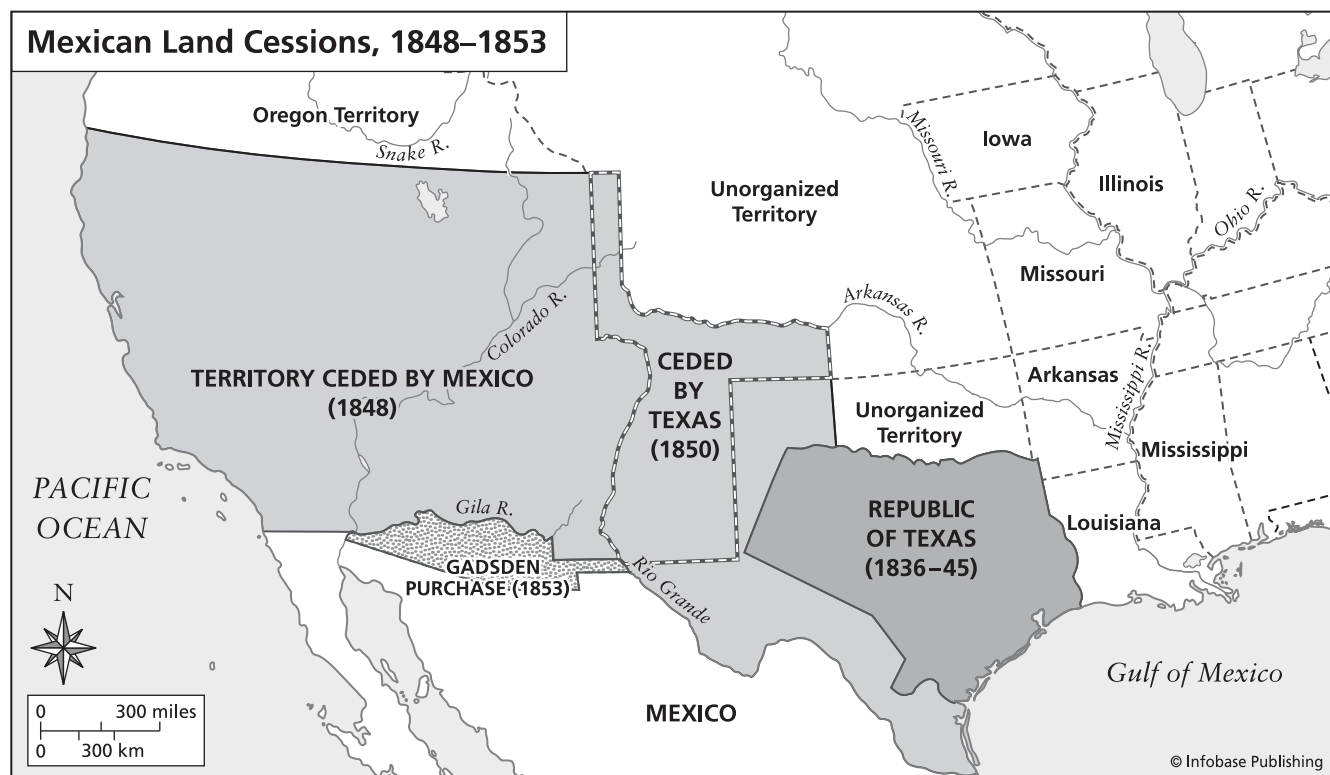 Mexican Land Cessions, 1848–1853
Oregon Territory
Snake R.
Missouri R.
Iowa
Illinois
Ohio R.
Unorganized
Territory
Missouri
Arkansas R.
Colorado R.
TERRITORY CEDED BY MEXICO
(1848)
CEDED
BY
TEXAS
(1850)
Arkansas
Mississippi R.
Unorganized
Territory
Mississippi
PACIFIC
OCEAN
Gila R.
REPUBLIC
OF TEXAS
(1836–45)
Louisiana
GADSDEN
PURCHASE (1853)
Rio Grande
N
Gulf of Mexico
MEXICO
0 300 miles
0 300 km
© Infobase Publishing